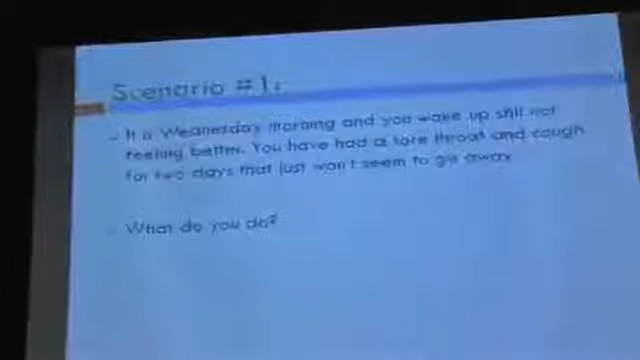 Scenario #1:
It is Wednesday morning and you wake up still not
feeling better. You have had a sore throat and cough
for two days that just won't seem to go away
What do you do?